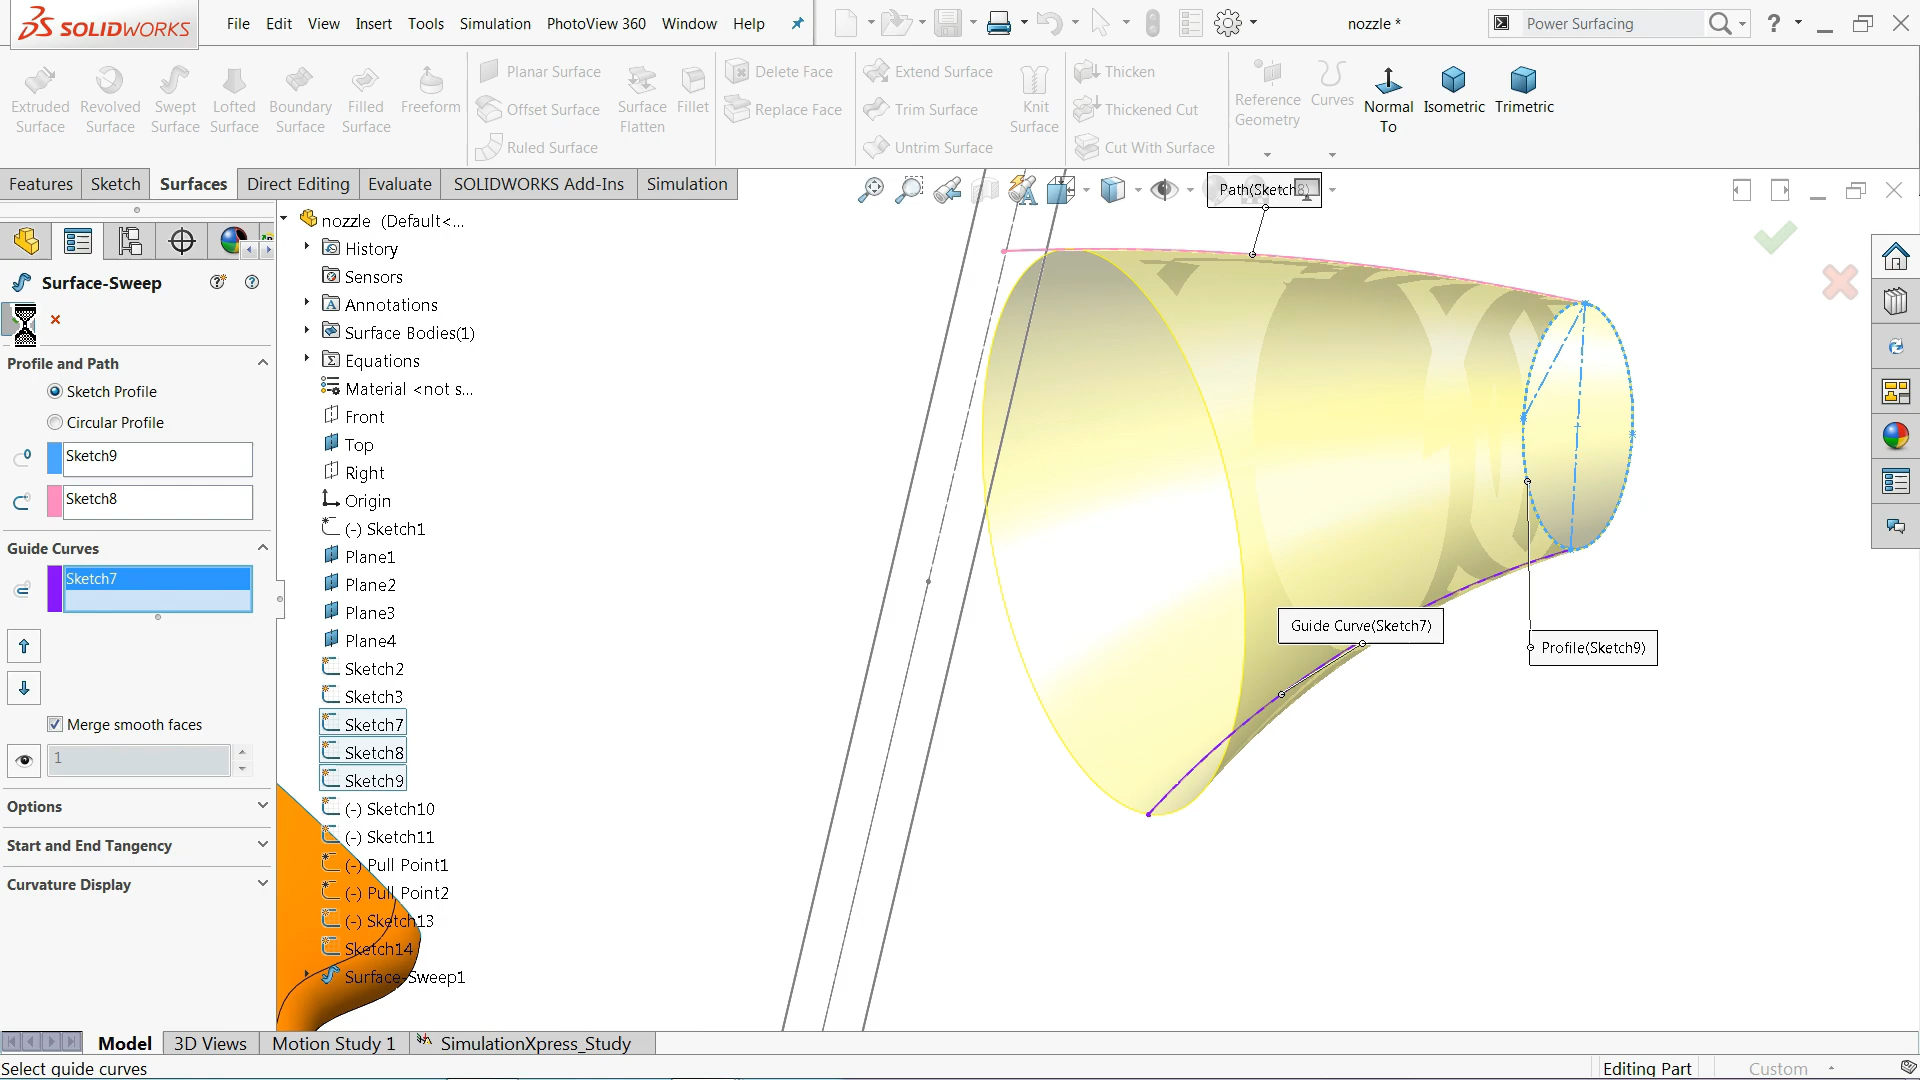 SOLIDWORKS
File Edit View Insert Tools Simulation PhotoView 360 Window Help
nozzle *
Power Surfacing
?
Extruded Surface
Revolved Surface
Swept Surface
Lofted Surface
Boundary Surface
Filled Surface
Freeform
Planar Surface
Offset Surface
Ruled Surface
Surface Flatten
Fillet
Delete Face
Replace Face
Extend Surface
Trim Surface
Untrim Surface
Knit Surface
Thicken
Thickened Cut
Cut With Surface
Reference Geometry
Curves
Normal To
Isometric
Trimetric
Features Sketch Surfaces Direct Editing Evaluate SOLIDWORKS Add-Ins Simulation
Surface-Sweep
Profile and Path
Sketch Profile
Circular Profile
Sketch9
Sketch8
Guide Curves
Sketch7
Merge smooth faces
1
Options
Start and End Tangency
Curvature Display
nozzle (Default<...
History
Sensors
Annotations
Surface Bodies(1)
Equations
Material <not s...
Front
Top
Right
Origin
(-) Sketch1
Plane1
Plane2
Plane3
Plane4
Sketch2
Sketch3
Sketch7
Sketch8
Sketch9
(-) Sketch10
(-) Sketch11
(-) Pull Point1
(-) Pull Point2
(-) Sketch13
Sketch14
Surface-Sweep1
Path(Sketch8)
Guide Curve(Sketch7)
Profile(Sketch9)
Model 3D Views Motion Study 1 SimulationXpress_Study
Select guide curves
Editing Part
Custom